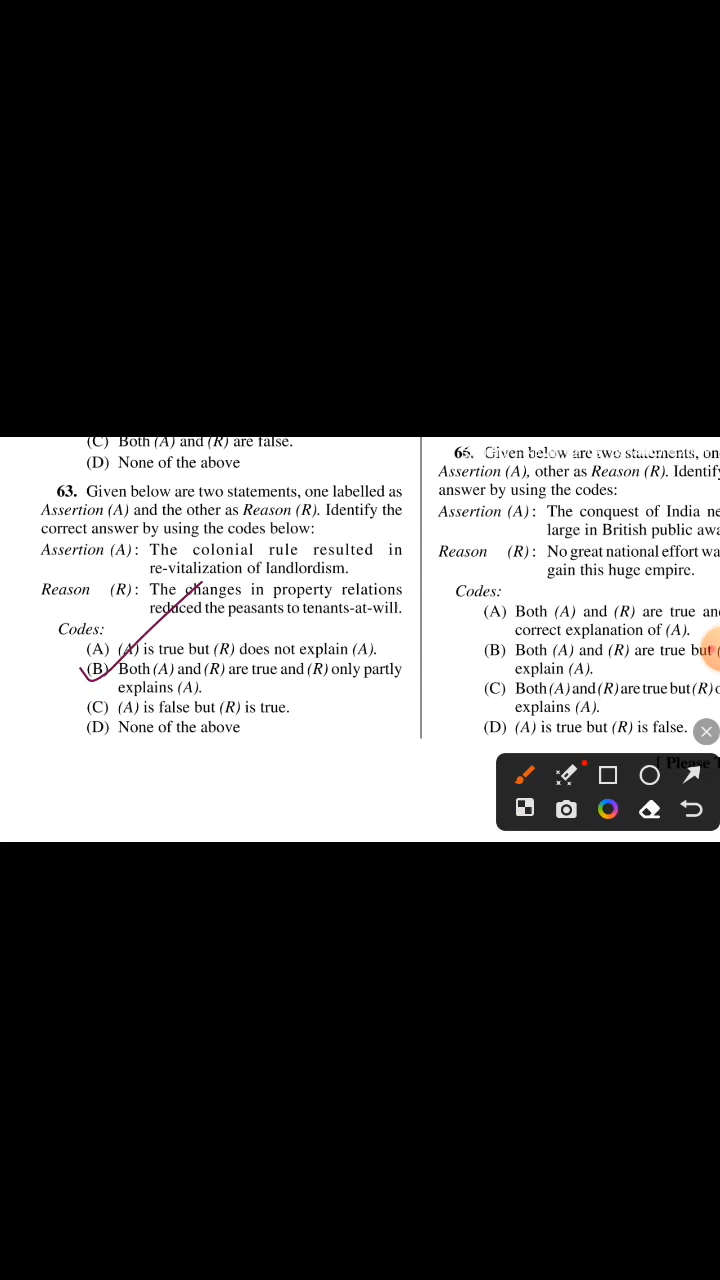 (C) Both (A) and (R) are false.
(D) None of the above
63. Given below are two statements, one labelled as
Assertion (A) and the other as Reason (R). Identify the
correct answer by using the codes below:
Assertion (A): The colonial rule resulted in
re-vitalization of landlordism.
Reason (R): The changes in property relations
reduced the peasants to tenants-at-will.
Codes:
(A) (A) is true but (R) does not explain (A).
(B) Both (A) and (R) are true and (R) only partly
explains (A).
(C) (A) is false but (R) is true.
(D) None of the above
66. Given below are two statements, on
Assertion (A), other as Reason (R). Identify
answer by using the codes:
Assertion (A): The conquest of India ne
large in British public awa
Reason (R): No great national effort wa
gain this huge empire.
Codes:
(A) Both (A) and (R) are true an
correct explanation of (A).
(B) Both (A) and (R) are true but (
explain (A).
(C) Both (A) and (R) are true but (R) o
explains (A).
(D) (A) is true but (R) is false.
[ Please T